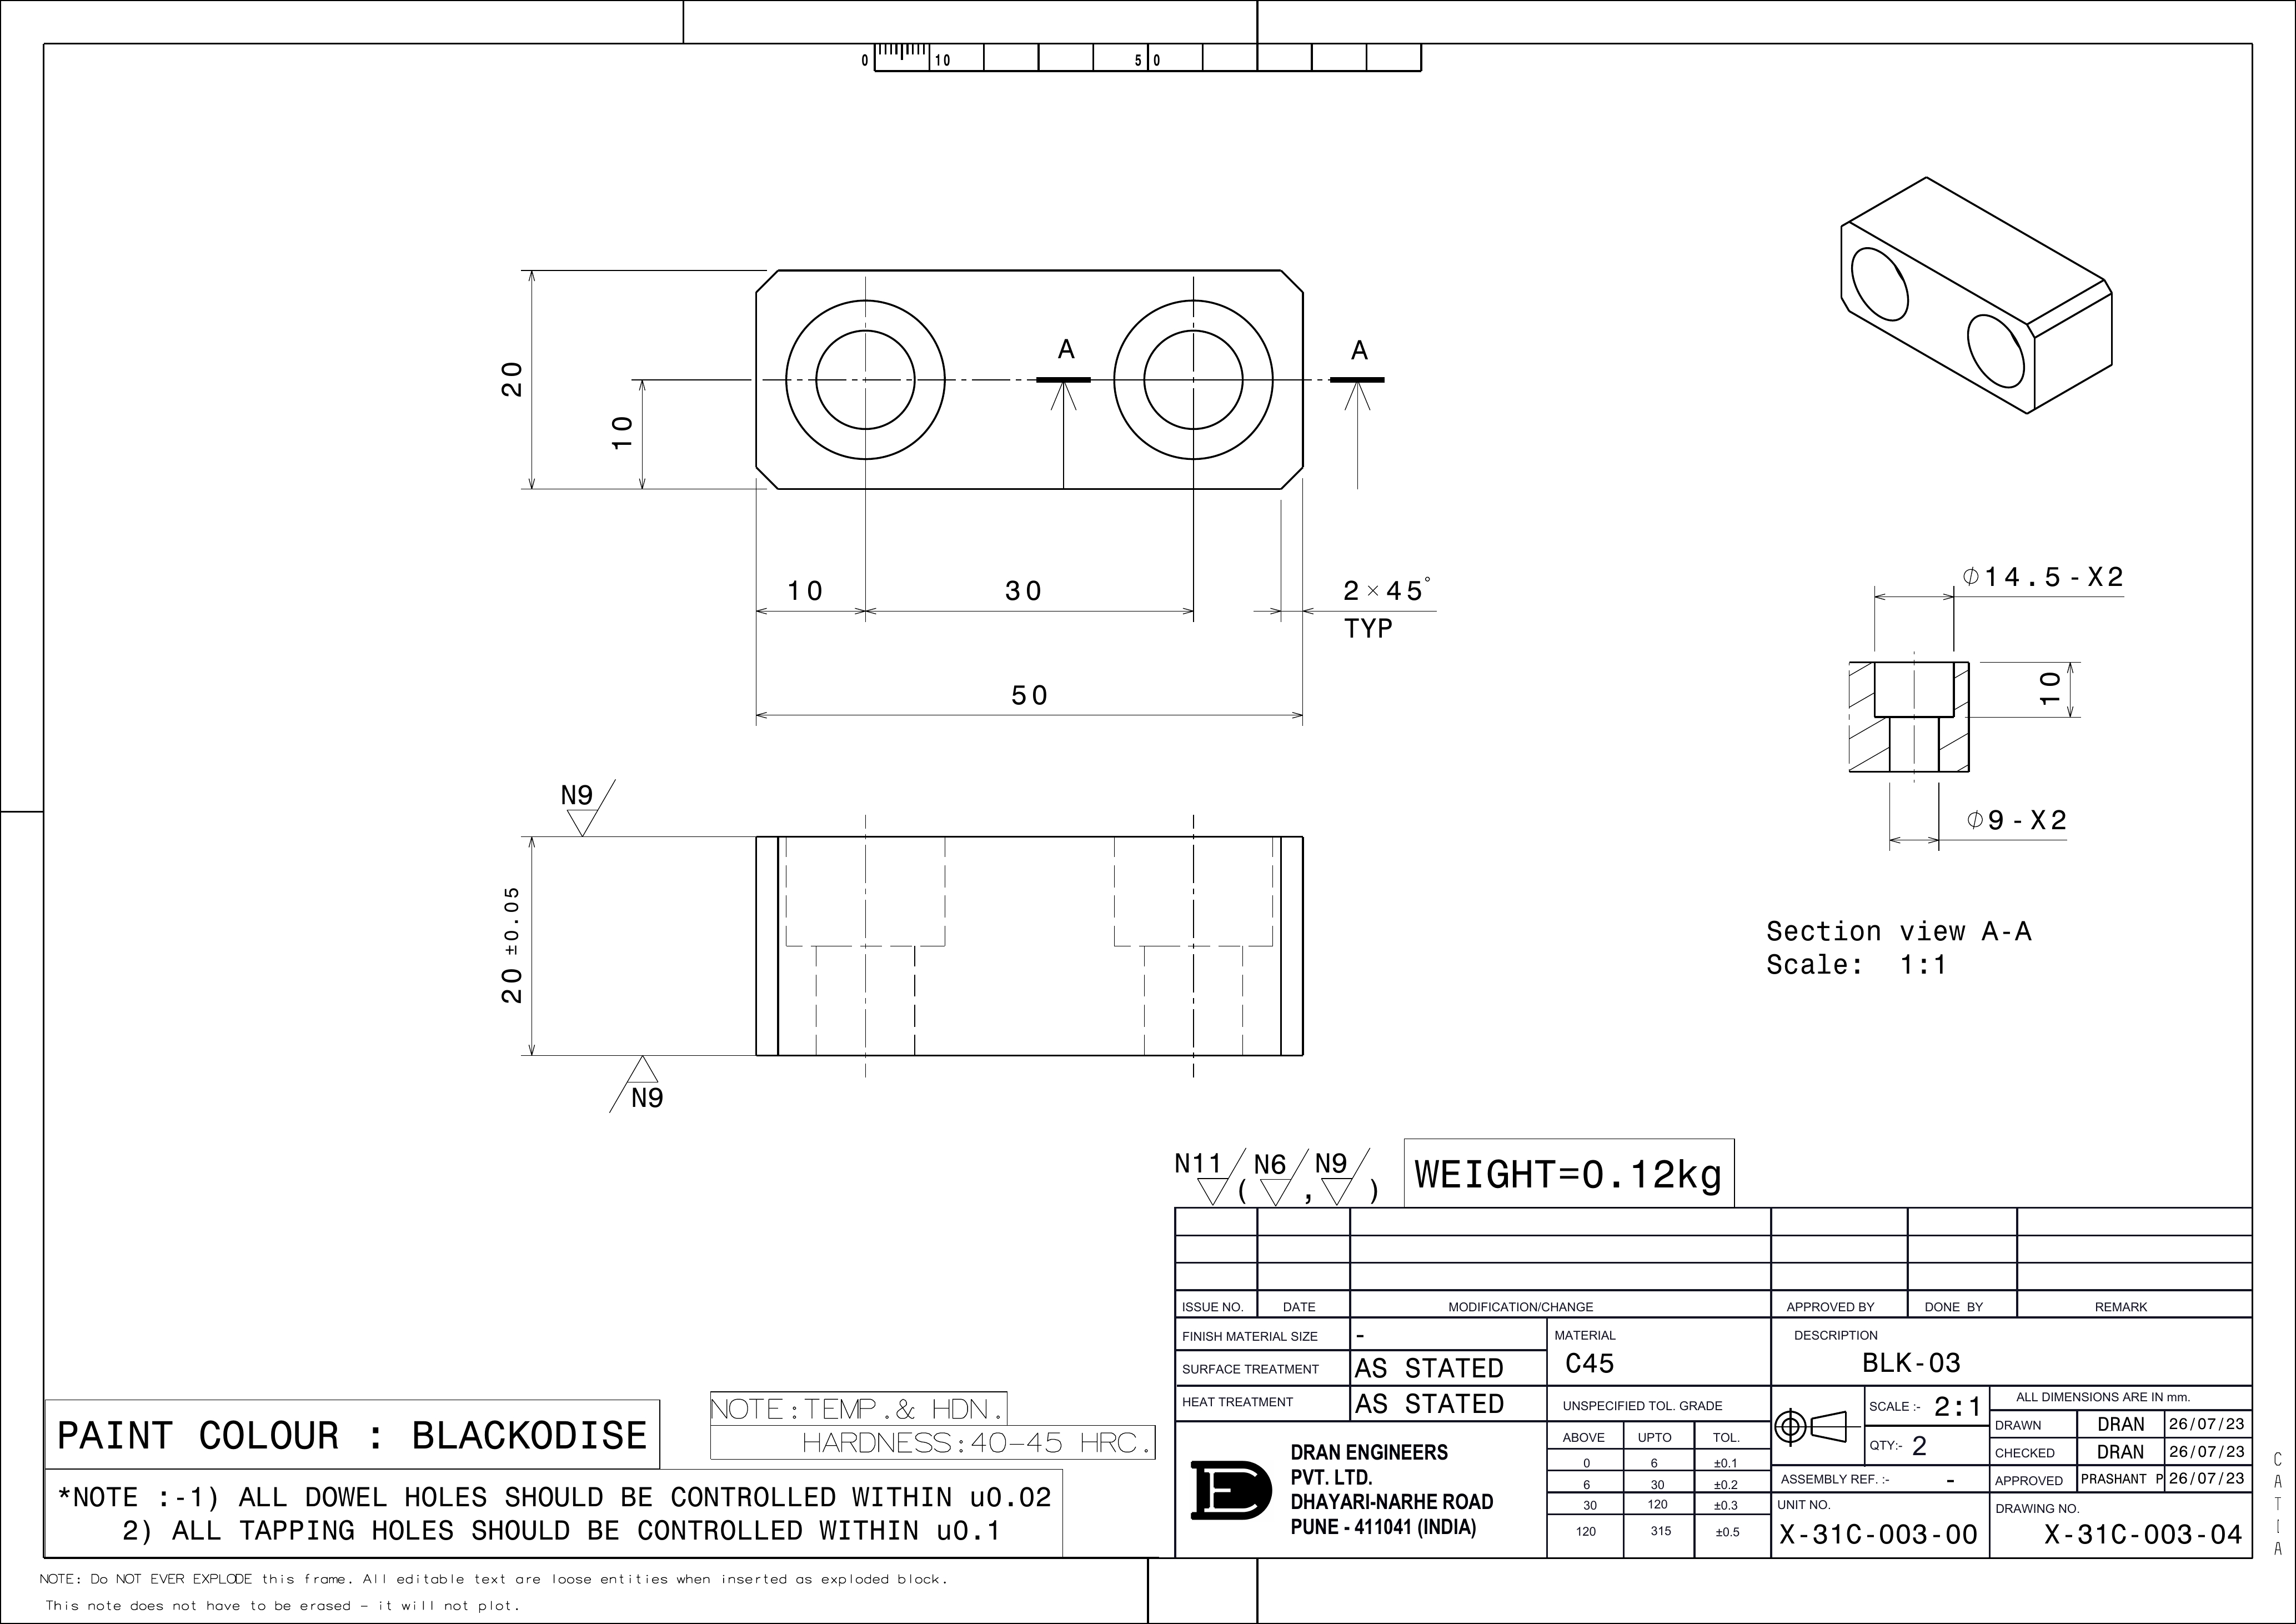 0 10 50
A A
20
10
10 30 2×45°
TYP
50
⌀14.5-X2
10
⌀9-X2
Section view A-A
Scale: 1:1
N9
20 ±0.05
N9
N11 ( N6 , N9 )
WEIGHT=0.12kg
ISSUE NO. DATE MODIFICATION/CHANGE APPROVED BY DONE BY REMARK
FINISH MATERIAL SIZE -
SURFACE TREATMENT AS STATED
HEAT TREATMENT AS STATED
MATERIAL
C45
DESCRIPTION
BLK-03
UNSPECIFIED TOL. GRADE
ABOVE UPTO TOL.
0 6 ±0.1
6 30 ±0.2
30 120 ±0.3
120 315 ±0.5
SCALE :- 2:1
QTY:- 2
ALL DIMENSIONS ARE IN mm.
DRAWN DRAN 26/07/23
CHECKED DRAN 26/07/23
APPROVED PRASHANT P 26/07/23
ASSEMBLY REF. :- -
UNIT NO.
X-31C-003-00
DRAWING NO.
X-31C-003-04
DE
DRAN ENGINEERS
PVT. LTD.
DHAYARI-NARHE ROAD
PUNE - 411041 (INDIA)
PAINT COLOUR : BLACKODISE
NOTE:TEMP.& HDN.
HARDNESS:40-45 HRC.
*NOTE :-1) ALL DOWEL HOLES SHOULD BE CONTROLLED WITHIN u0.02
2) ALL TAPPING HOLES SHOULD BE CONTROLLED WITHIN u0.1
NOTE: Do NOT EVER EXPLODE this frame. All editable text are loose entities when inserted as exploded block.
This note does not have to be erased - it will not plot.
CATIA